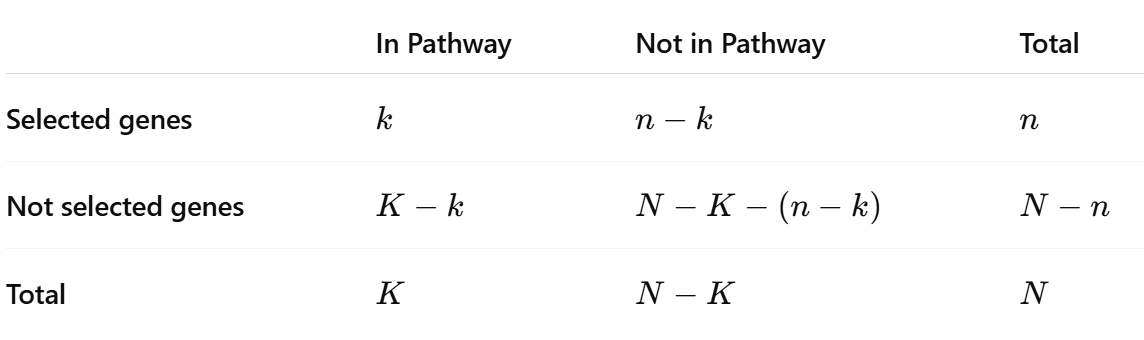 In Pathway Not in Pathway Total
Selected genes k n − k n
Not selected genes K − k N − K − (n − k) N − n
Total K N − K N